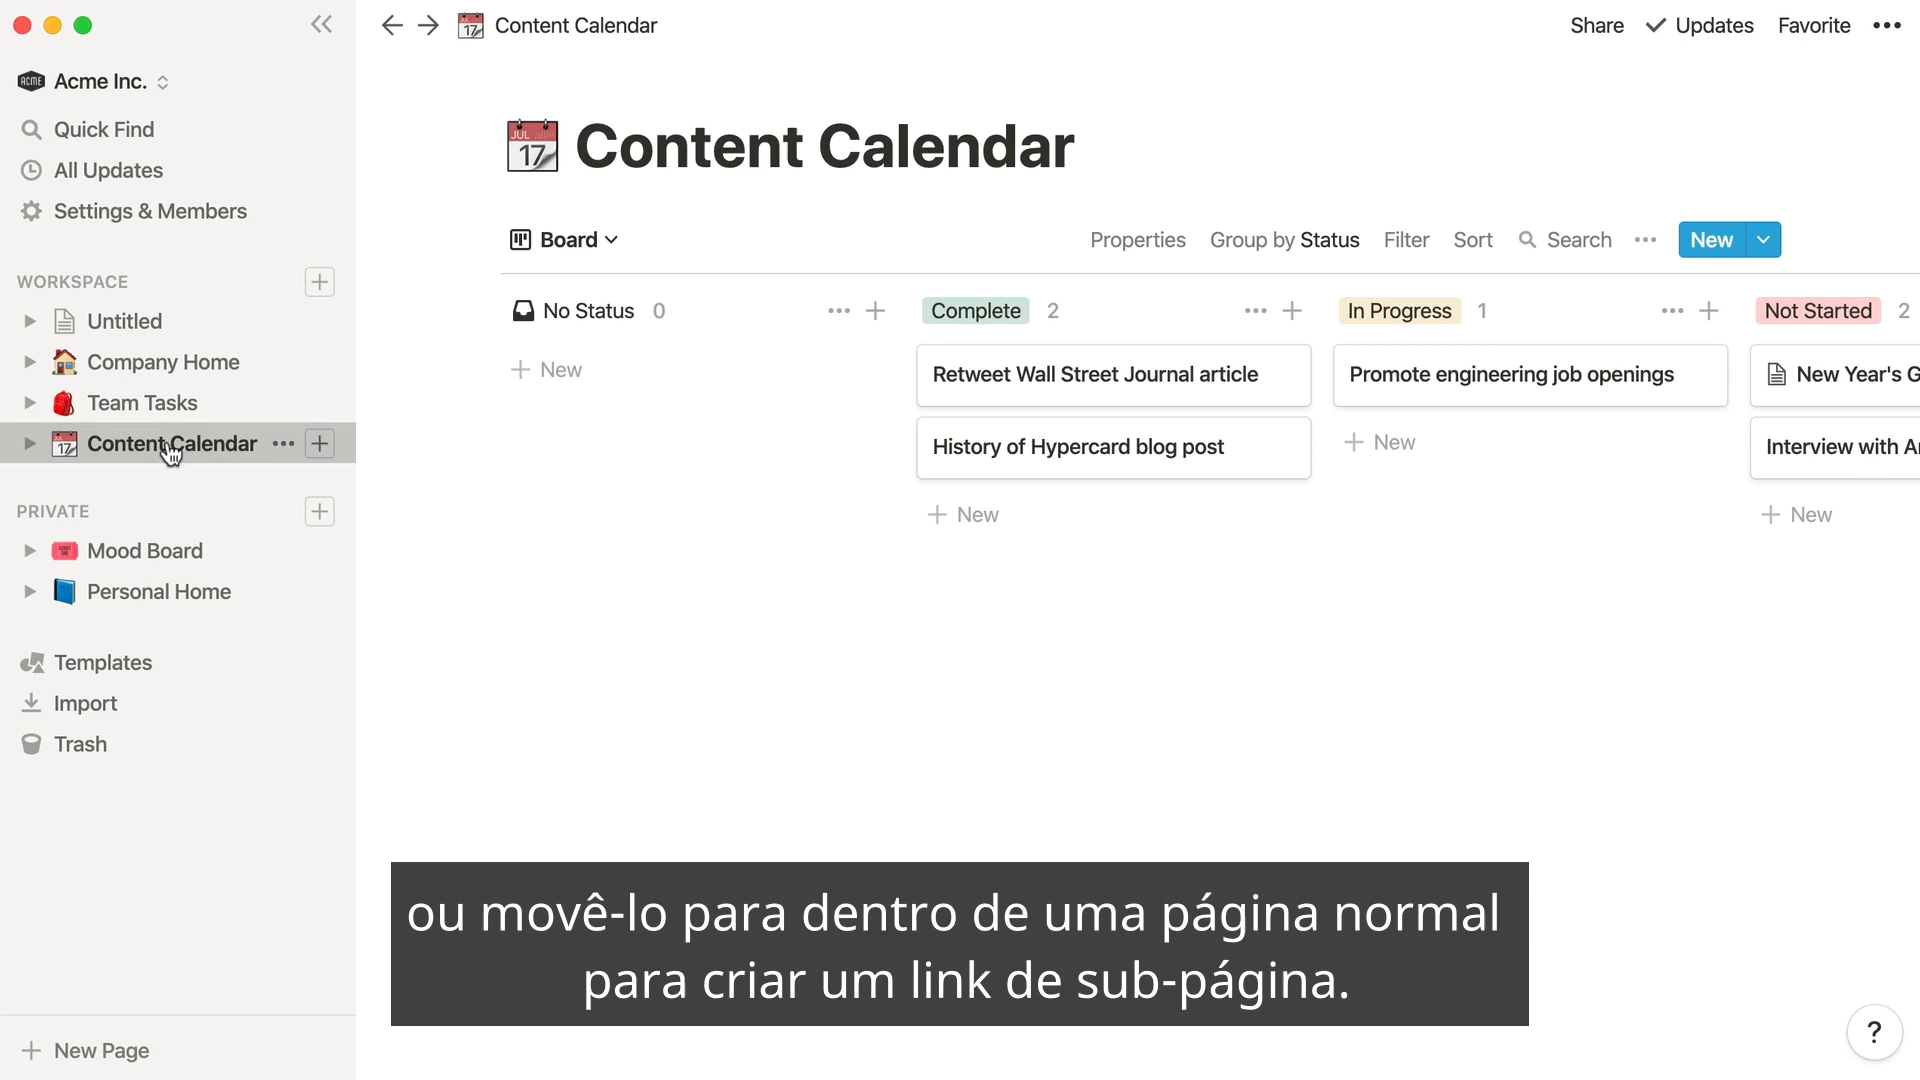 Content Calendar
Share
Updates
Favorite
ACME
Acme Inc.
Quick Find
All Updates
Settings & Members
WORKSPACE
Untitled
Company Home
Team Tasks
17
Content Calendar
PRIVATE
Mood Board
Personal Home
Templates
Import
Trash
New Page
JUL
17
Content Calendar
Board
Properties
Group by Status
Filter
Sort
Search
New
No Status 0
New
Complete 2
Retweet Wall Street Journal article
History of Hypercard blog post
New
In Progress 1
Promote engineering job openings
New
Not Started 2
New Year's G
Interview with A
New
ou movê-lo para dentro de uma página normal
para criar um link de sub-página.
?